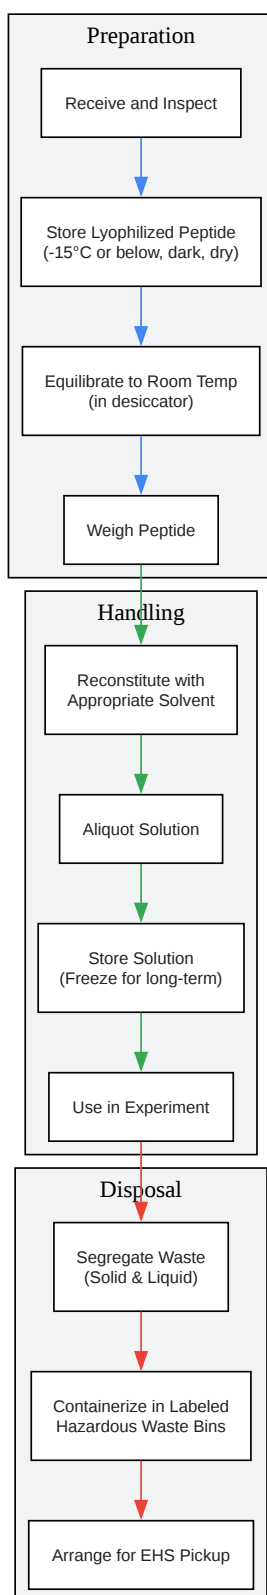 Preparation
Receive and Inspect
Store Lyophilized Peptide
(-15°C or below, dark, dry)
Equilibrate to Room Temp
(in desiccator)
Weigh Peptide
Handling
Reconstitute with
Appropriate Solvent
Aliquot Solution
Store Solution
(Freeze for long-term)
Use in Experiment
Disposal
Segregate Waste
(Solid & Liquid)
Containerize in Labeled
Hazardous Waste Bins
Arrange for EHS Pickup